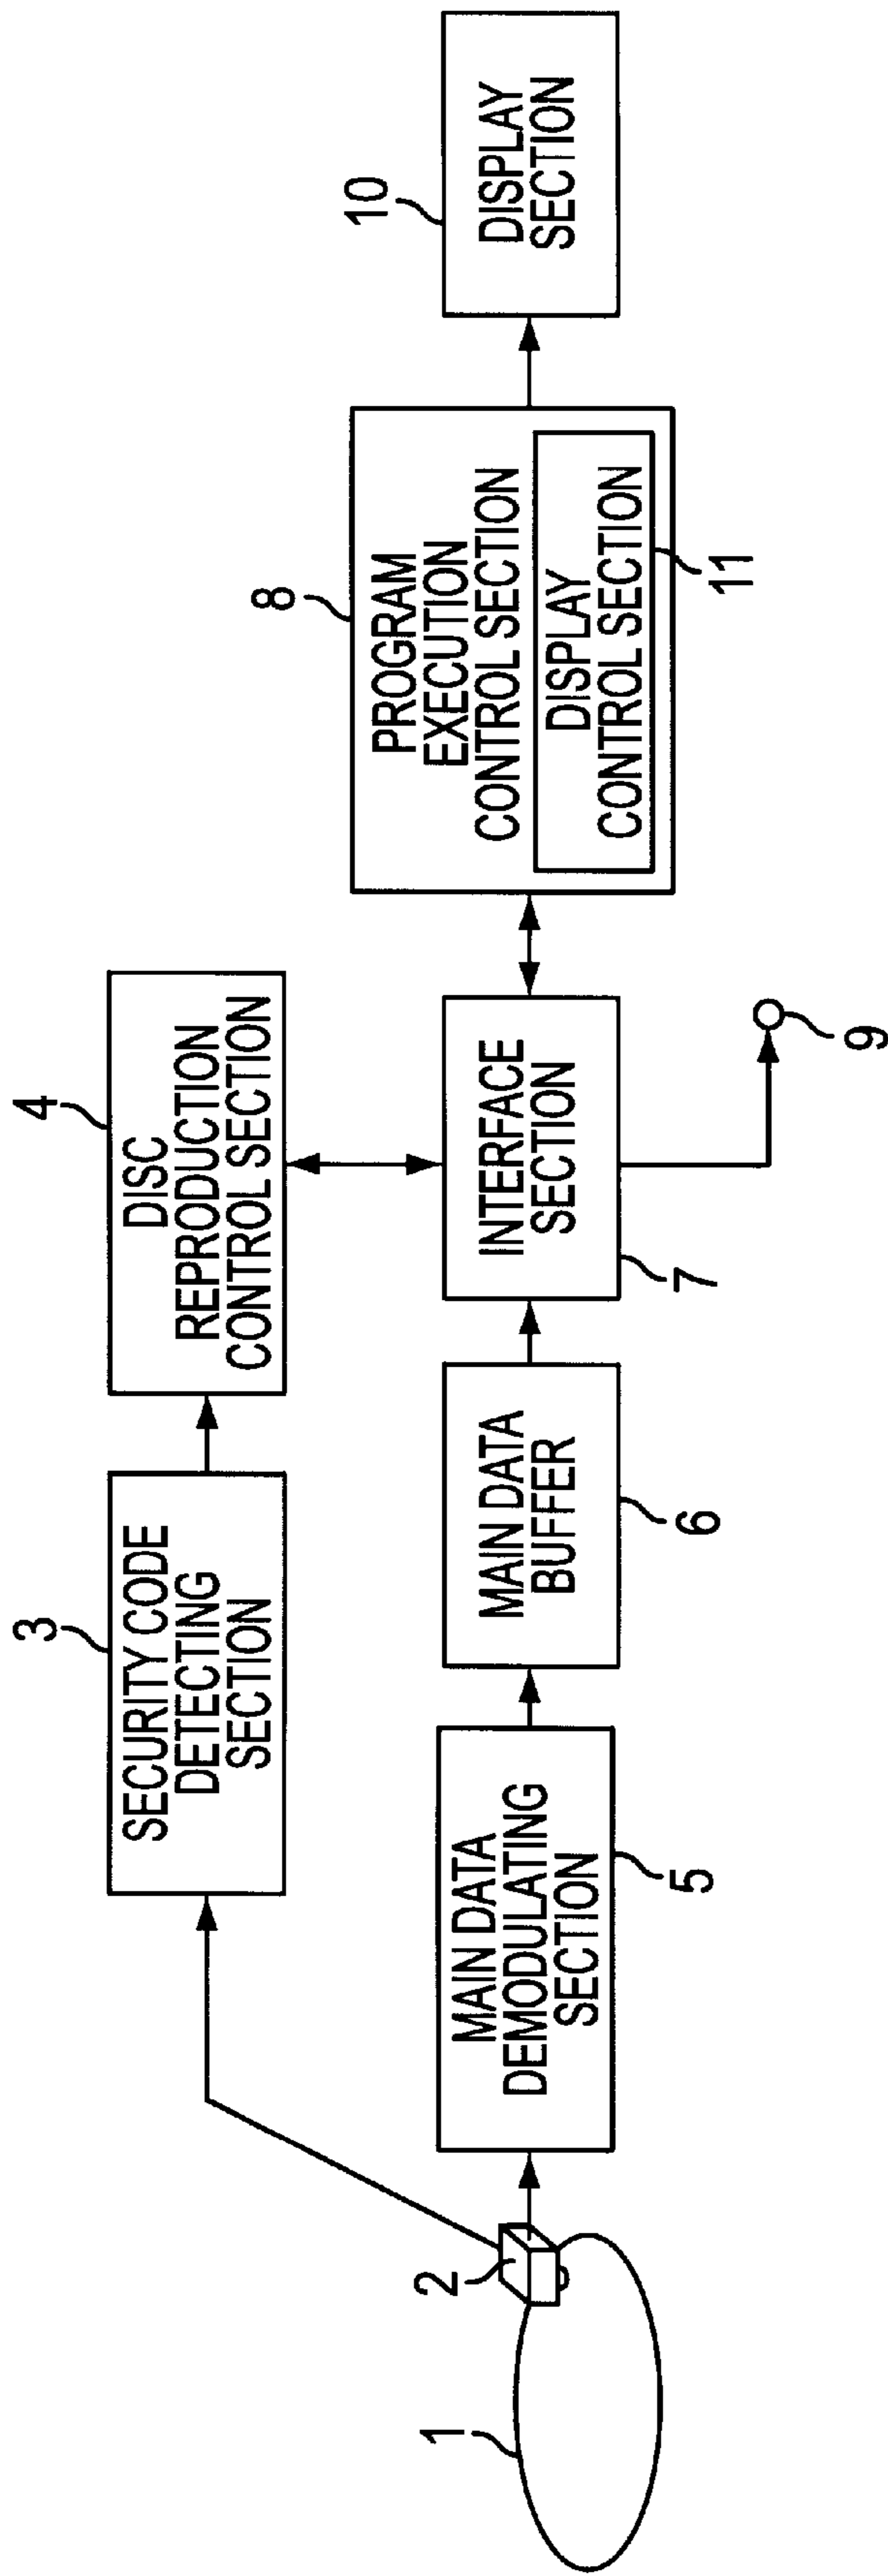 1
2
3
SECURITY CODE
DETECTING
SECTION
4
DISC
REPRODUCTION
CONTROL SECTION
MAIN DATA
DEMODULATING
SECTION
5
MAIN DATA
BUFFER
6
INTERFACE
SECTION
7
8
PROGRAM
EXECUTION
CONTROL SECTION
DISPLAY
CONTROL SECTION
11
9
10
DISPLAY
SECTION